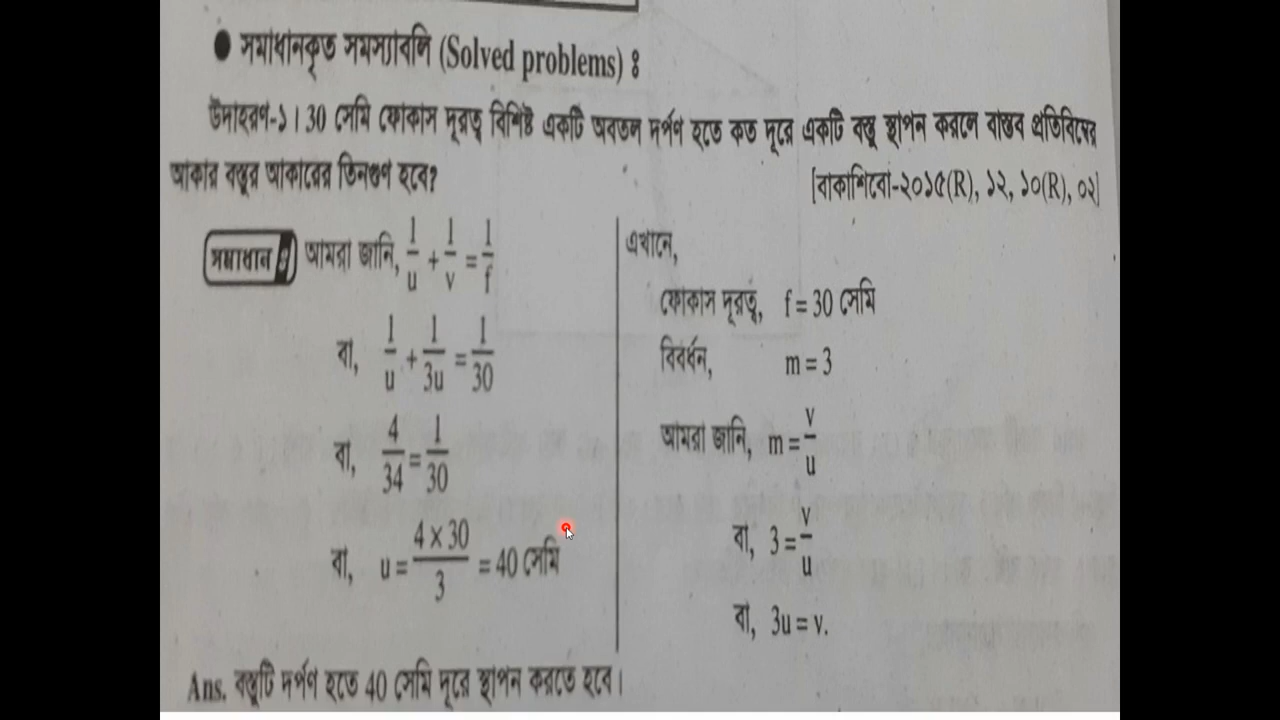 ● সমাধানকৃত সমস্যাবলি (Solved problems) ঃ
উদাহরণ-১। 30 সেমি ফোকাস দূরত্ব বিশিষ্ট একটি অবতল দর্পণ হতে কত দূরে একটি বস্তু স্থাপন করলে বাস্তব প্রতিবিম্বের
আকার বস্তুর আকারের তিনগুণ হবে?
[বাকাশিবো-২০১৫(R), ১২, ১০(R), ০২]
সমাধান ঃ আমরা জানি, 1/u + 1/v = 1/f
বা, 1/u + 1/3u = 1/30
বা, 4/34 = 1/30
বা, u = 4 × 30/3 = 40 সেমি
এখানে,
ফোকাস দূরত্ব, f = 30 সেমি
বিবর্ধন, m = 3
আমরা জানি, m = v/u
বা, 3 = v/u
বা, 3u = v.
Ans. বস্তুটি দর্পণ হতে 40 সেমি দূরে স্থাপন করতে হবে।